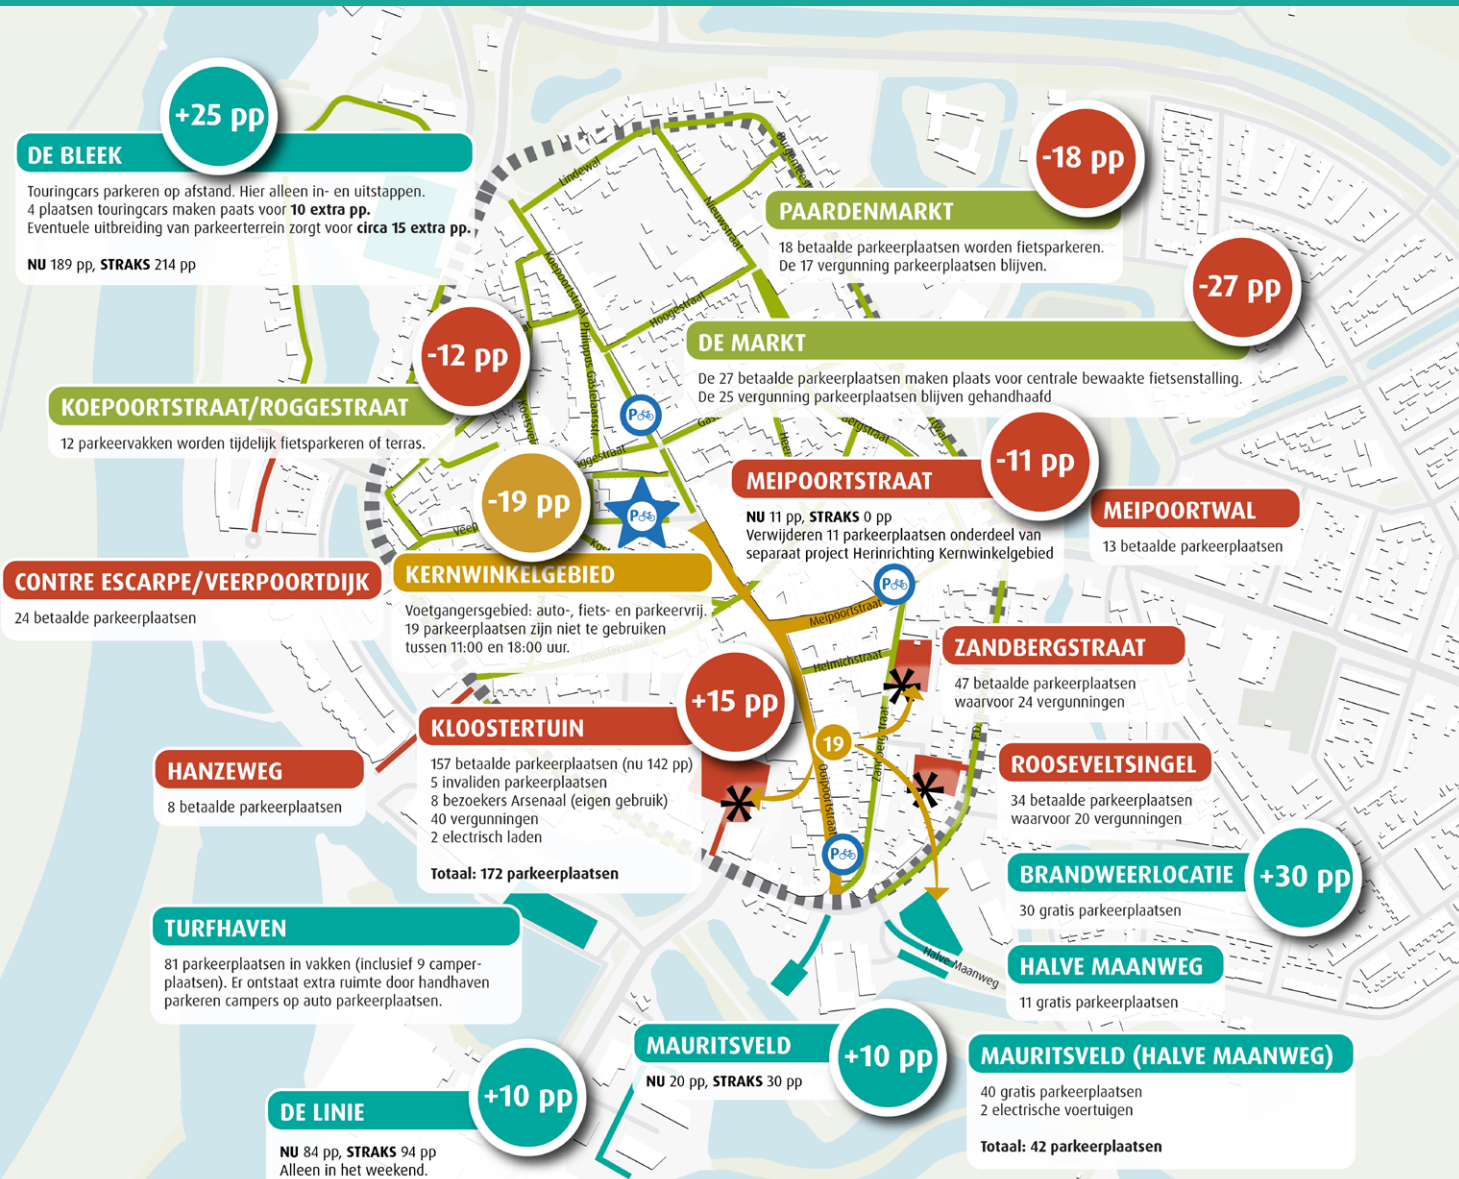 +25 pp
DE BLEEK
Touringcars parkeren op afstand. Hier alleen in- en uitstappen.
4 plaatsen touringcars maken paats voor 10 extra pp.
Eventuele uitbreiding van parkeerterrein zorgt voor circa 15 extra pp.
NU 189 pp, STRAKS 214 pp
Lindewal
Nieuwstraat
Koepoortstraat
Philippus Gastelaarsstr.
Hoogestraat
-18 pp
PAARDENMARKT
18 betaalde parkeerplaatsen worden fietsparkeren.
De 17 vergunning parkeerplaatsen blijven.
-27 pp
DE MARKT
De 27 betaalde parkeerplaatsen maken plaats voor centrale bewaakte fietsenstalling.
De 25 vergunning parkeerplaatsen blijven gehandhaafd
-12 pp
KOEPOORTSTRAAT/ROGGESTRAAT
12 parkeervakken worden tijdelijk fietsparkeren of terras.
P
P
-19 pp
KERNWINKELGEBIED
Voetgangersgebied: auto-, fiets- en parkeervrij.
19 parkeerplaatsen zijn niet te gebruiken
tussen 11:00 en 18:00 uur.
-11 pp
MEIPOORTSTRAAT
NU 11 pp, STRAKS 0 pp
Verwijderen 11 parkeerplaatsen onderdeel van
separaat project Herinrichting Kernwinkelgebied
MEIPOORTWAL
13 betaalde parkeerplaatsen
CONTRE ESCARPE/VEERPOORTDIJK
24 betaalde parkeerplaatsen
Kloosterstraat
P
Meipoortstraat
Helmichstraat
ZANDBERGSTRAAT
47 betaalde parkeerplaatsen
waarvoor 24 vergunningen
+15 pp
KLOOSTERTUIN
157 betaalde parkeerplaatsen (nu 142 pp)
5 invaliden parkeerplaatsen
8 bezoekers Arsenaal (eigen gebruik)
40 vergunningen
2 electrisch laden
Totaal: 172 parkeerplaatsen
19
Zandbergstraat
Ooipoortstraat
P
HANZEWEG
8 betaalde parkeerplaatsen
ROOSEVELTSINGEL
34 betaalde parkeerplaatsen
waarvoor 20 vergunningen
BRANDWEERLOCATIE
+30 pp
30 gratis parkeerplaatsen
TURFHAVEN
81 parkeerplaatsen in vakken (inclusief 9 camper-
plaatsen). Er ontstaat extra ruimte door handhaven
parkeren campers op auto parkeerplaatsen.
Halve Maanweg
HALVE MAANWEG
11 gratis parkeerplaatsen
MAURITSVELD
+10 pp
NU 20 pp, STRAKS 30 pp
MAURITSVELD (HALVE MAANWEG)
40 gratis parkeerplaatsen
2 electrische voertuigen
Totaal: 42 parkeerplaatsen
+10 pp
DE LINIE
NU 84 pp, STRAKS 94 pp
Alleen in het weekend.